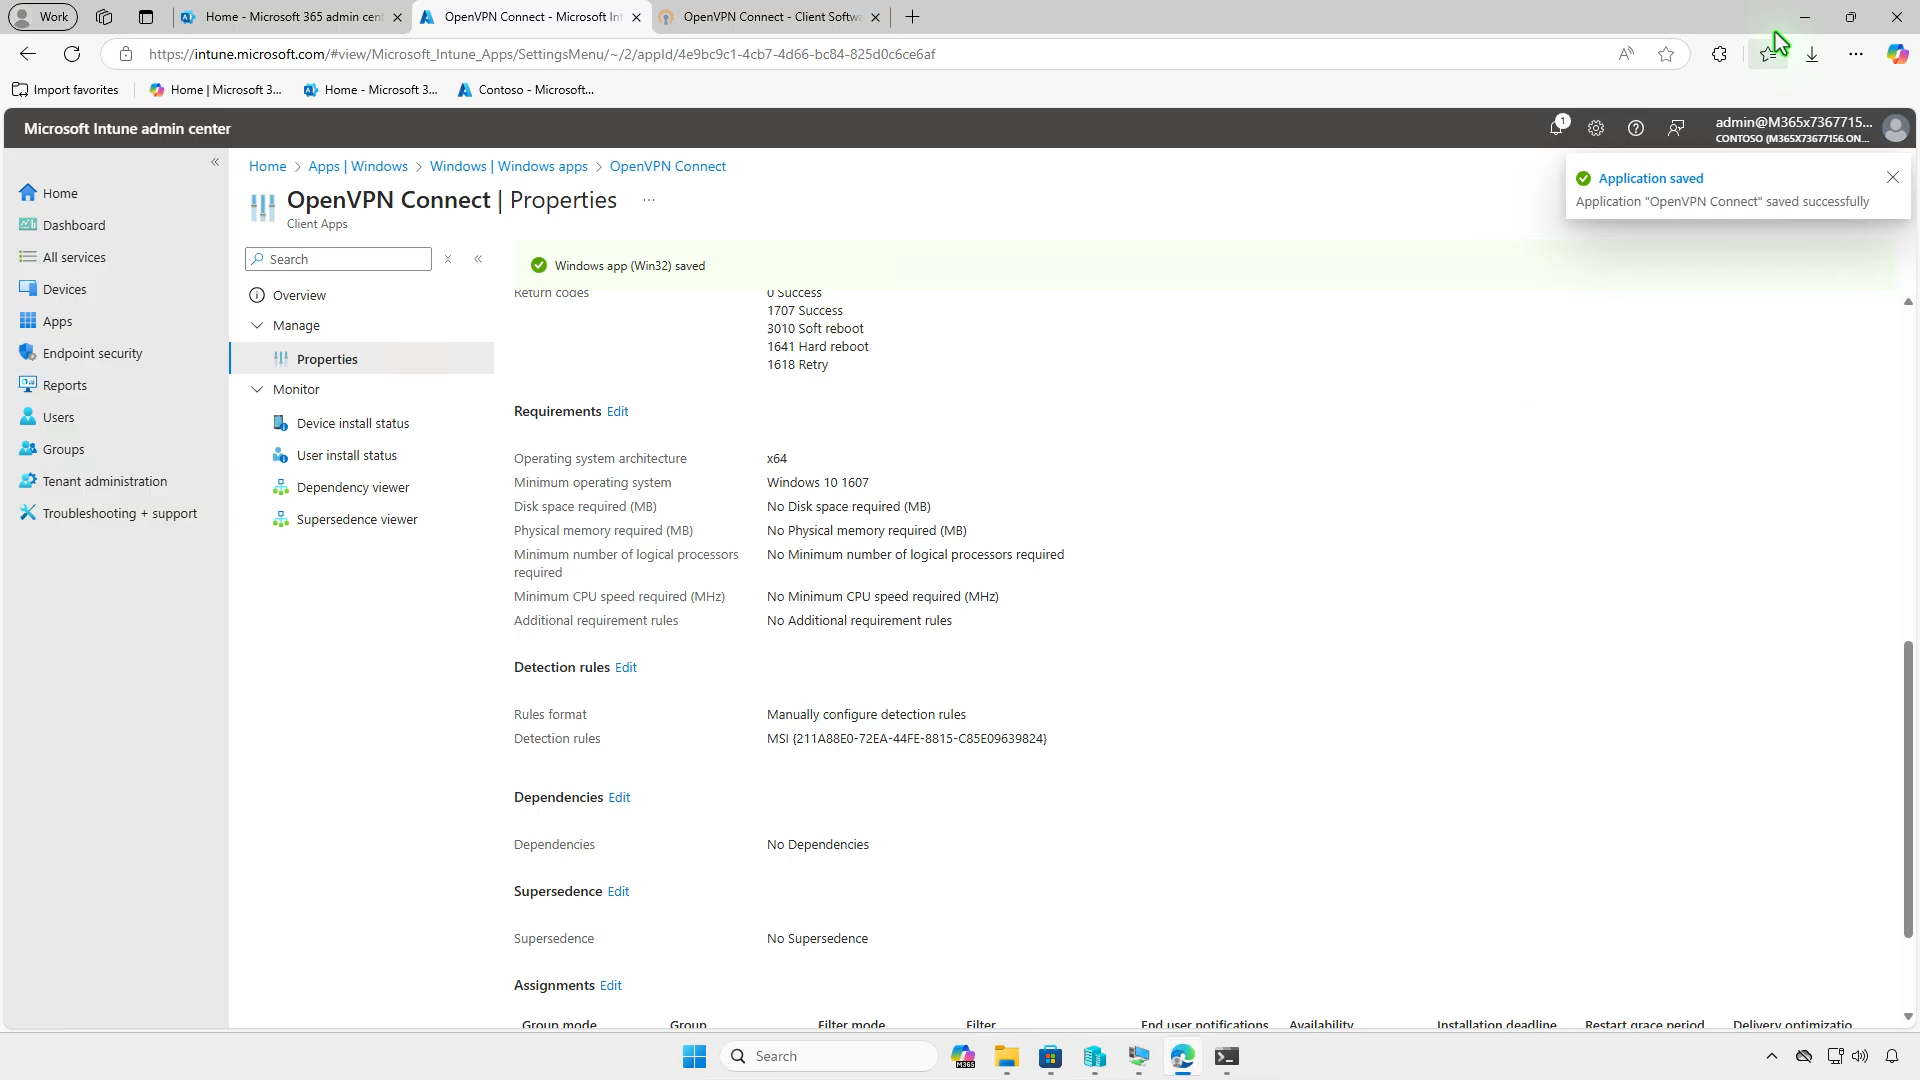 Work
Home - Microsoft 365 admin cen
OpenVPN Connect - Microsoft In
OpenVPN Connect - Client Softwa
https://intune.microsoft.com/#view/Microsoft_Intune_Apps/SettingsMenu/~/2/appId/4e9bc9c1-4cb7-4d66-bc84-825d0c6ce6af
Import favorites
Home | Microsoft 3...
Home - Microsoft 3...
Contoso - Microsoft...
Microsoft Intune admin center
1
admin@M365x7367715...
CONTOSO (M365X73677156.ON...
Home
Dashboard
All services
Devices
Apps
Endpoint security
Reports
Users
Groups
Tenant administration
Troubleshooting + support
Home > Apps | Windows > Windows | Windows apps > OpenVPN Connect
OpenVPN Connect | Properties ...
Client Apps
Application saved
Application "OpenVPN Connect" saved successfully
Search
Overview
Manage
Properties
Monitor
Device install status
User install status
Dependency viewer
Supersedence viewer
Windows app (Win32) saved
Return codes 0 Success
1707 Success
3010 Soft reboot
1641 Hard reboot
1618 Retry
Requirements Edit
Operating system architecture x64
Minimum operating system Windows 10 1607
Disk space required (MB) No Disk space required (MB)
Physical memory required (MB) No Physical memory required (MB)
Minimum number of logical processors No Minimum number of logical processors required
required
Minimum CPU speed required (MHz) No Minimum CPU speed required (MHz)
Additional requirement rules No Additional requirement rules
Detection rules Edit
Rules format Manually configure detection rules
Detection rules MSI {211A88E0-72EA-44FE-8815-C85E09639824}
Dependencies Edit
Dependencies No Dependencies
Supersedence Edit
Supersedence No Supersedence
Assignments Edit
Group mode Group Filter mode Filter End user notifications Availability Installation deadline Restart grace period Delivery optimizatio
Search
M365